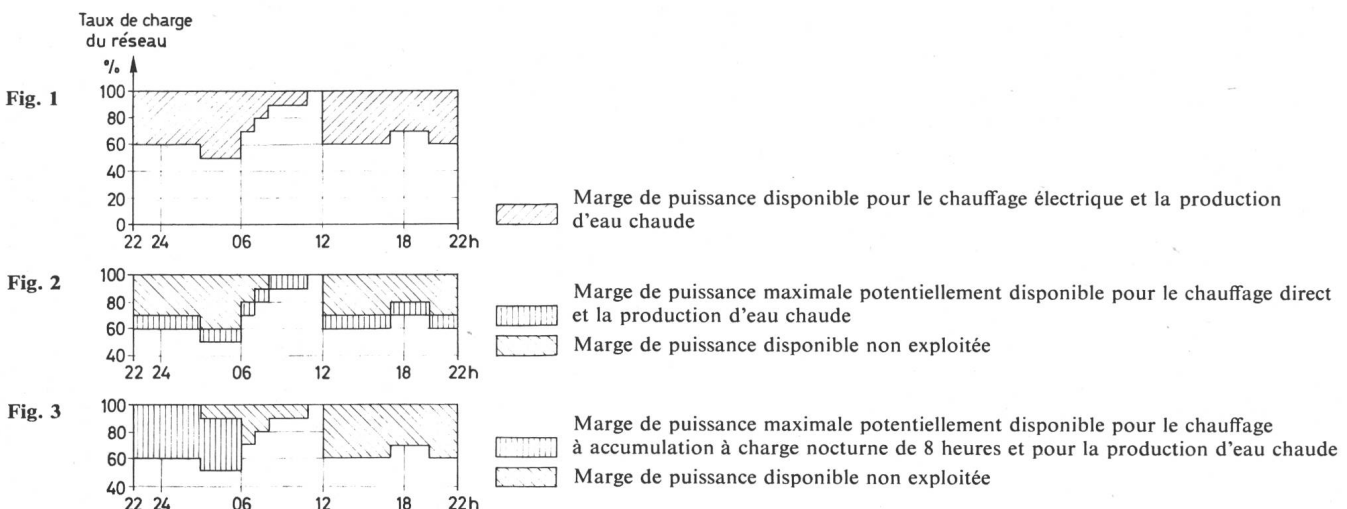 Taux de charge
du réseau
%
Fig. 1
100
80
60
40
20
0
22 24 06 12 18 22h
Marge de puissance disponible pour le chauffage électrique et la production
d'eau chaude
Fig. 2
100
80
60
40
22 24 06 12 18 22h
Marge de puissance maximale potentiellement disponible pour le chauffage direct
et la production d'eau chaude
Marge de puissance disponible non exploitée
Fig. 3
100
80
60
40
22 24 06 12 18 22h
Marge de puissance maximale potentiellement disponible pour le chauffage
à accumulation à charge nocturne de 8 heures et pour la production d'eau chaude
Marge de puissance disponible non exploitée